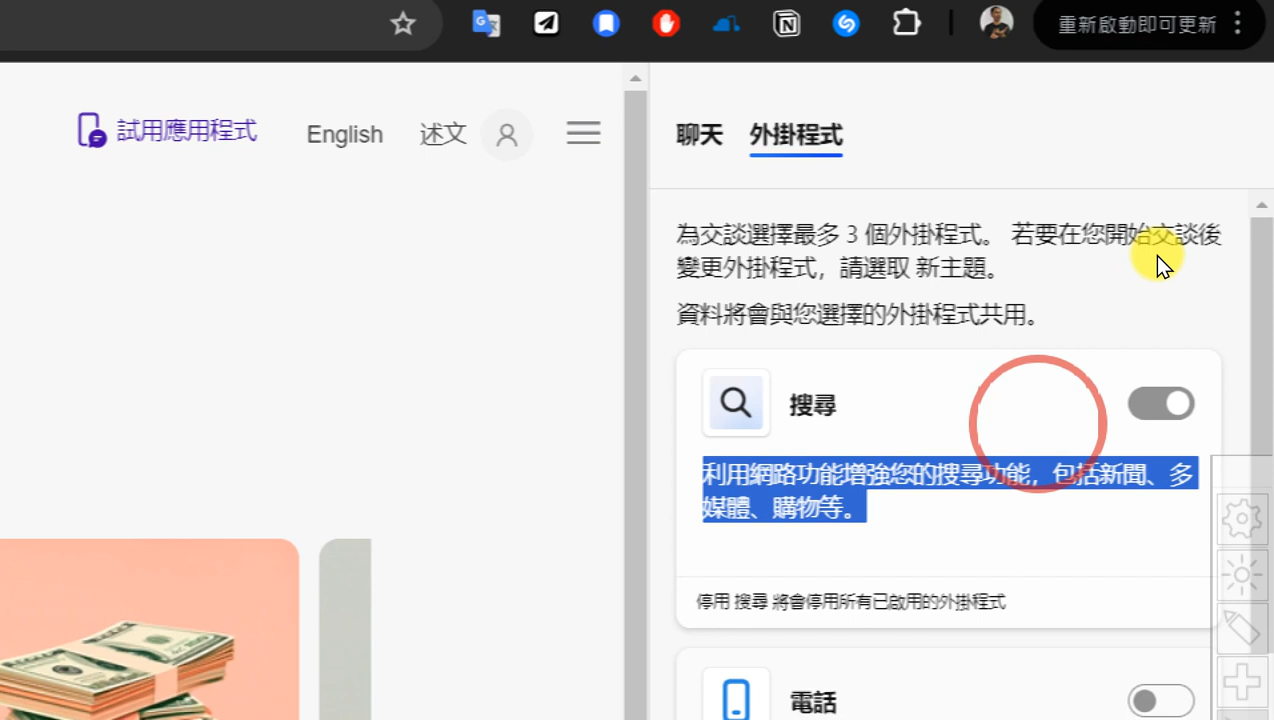 重新啟動即可更新
試用應用程式
English
述文
聊天
外掛程式
為交談選擇最多 3 個外掛程式。 若要在您開始交談後
變更外掛程式，請選取 新主題。
資料將會與您選擇的外掛程式共用。
搜尋
利用網路功能增強您的搜尋功能，包括新聞、多
媒體、購物等。
停用 搜尋 將會停用所有已啟用的外掛程式
電話